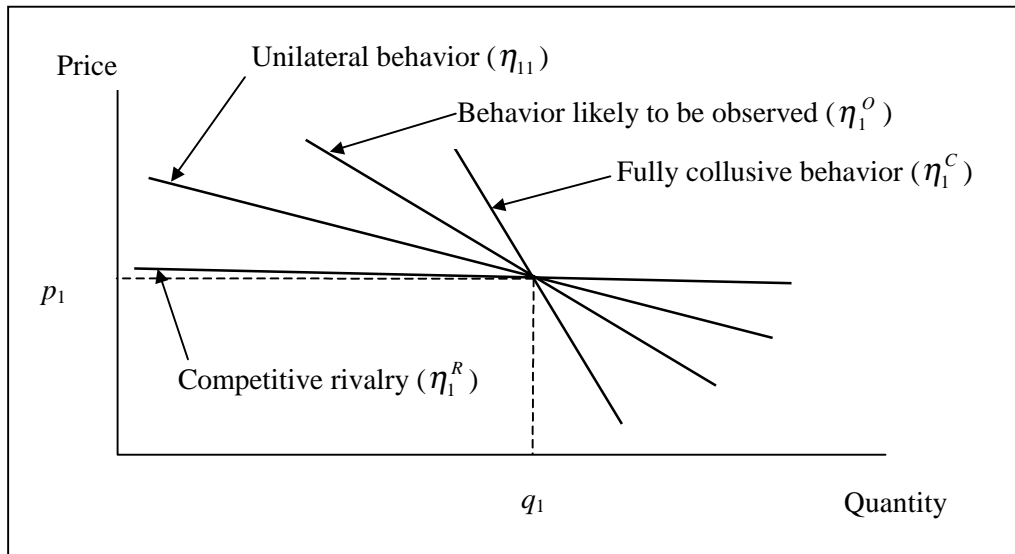 Price
Unilateral behavior (η₁₁)
Behavior likely to be observed (η₁ᴼ)
Fully collusive behavior (η₁ᶜ)
p₁
Competitive rivalry (η₁ᴿ)
q₁
Quantity